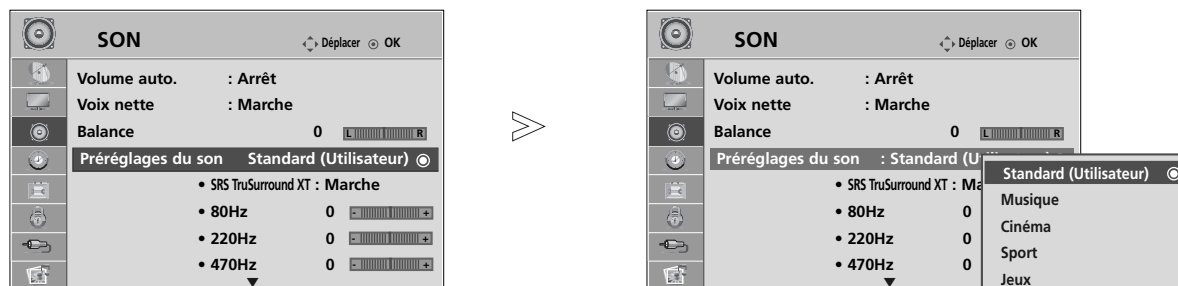 SON Déplacer OK
Volume auto. : Arrêt
Voix nette : Marche
Balance 0 L R
Préréglages du son Standard (Utilisateur)
• SRS TruSurround XT : Marche
• 80Hz 0 - +
• 220Hz 0 - +
• 470Hz 0 - +
▼
>
SON Déplacer OK
Volume auto. : Arrêt
Voix nette : Marche
Balance 0 L R
Préréglages du son : Standard (U
• SRS TruSurround XT : Ma
• 80Hz 0
• 220Hz 0
• 470Hz 0
▼
Standard (Utilisateur)
Musique
Cinéma
Sport
Jeux